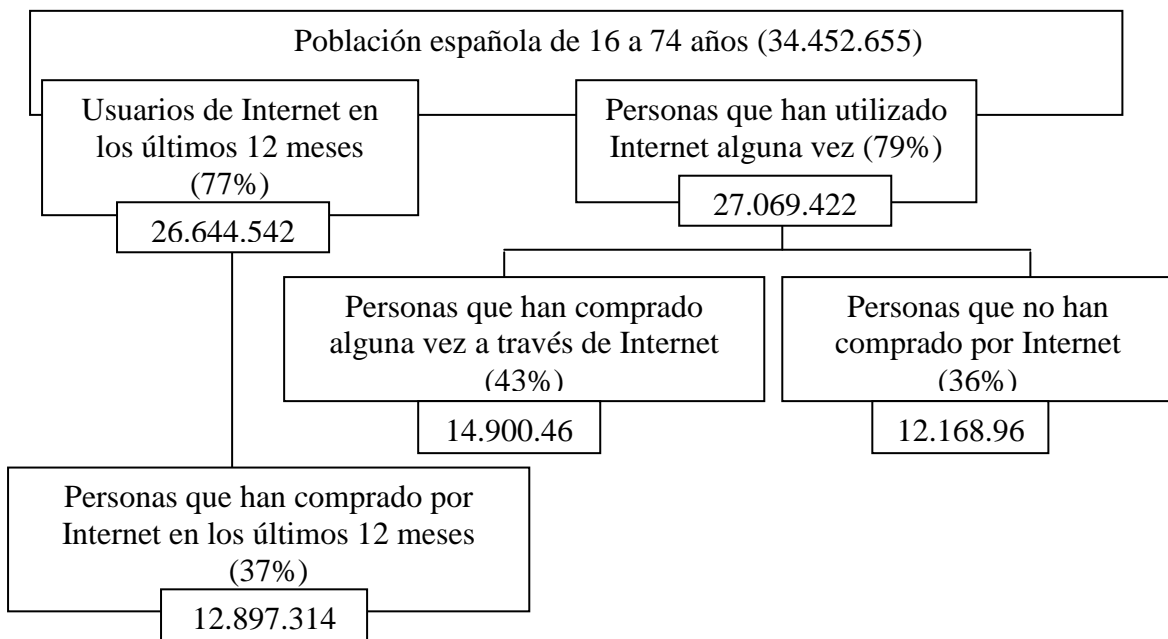 Población española de 16 a 74 años (34.452.655)
Usuarios de Internet en
los últimos 12 meses
(77%)
26.644.542
Personas que han utilizado
Internet alguna vez (79%)
27.069.422
Personas que han comprado
alguna vez a través de Internet
(43%)
14.900.46
Personas que no han
comprado por Internet
(36%)
12.168.96
Personas que han comprado por
Internet en los últimos 12 meses
(37%)
12.897.314